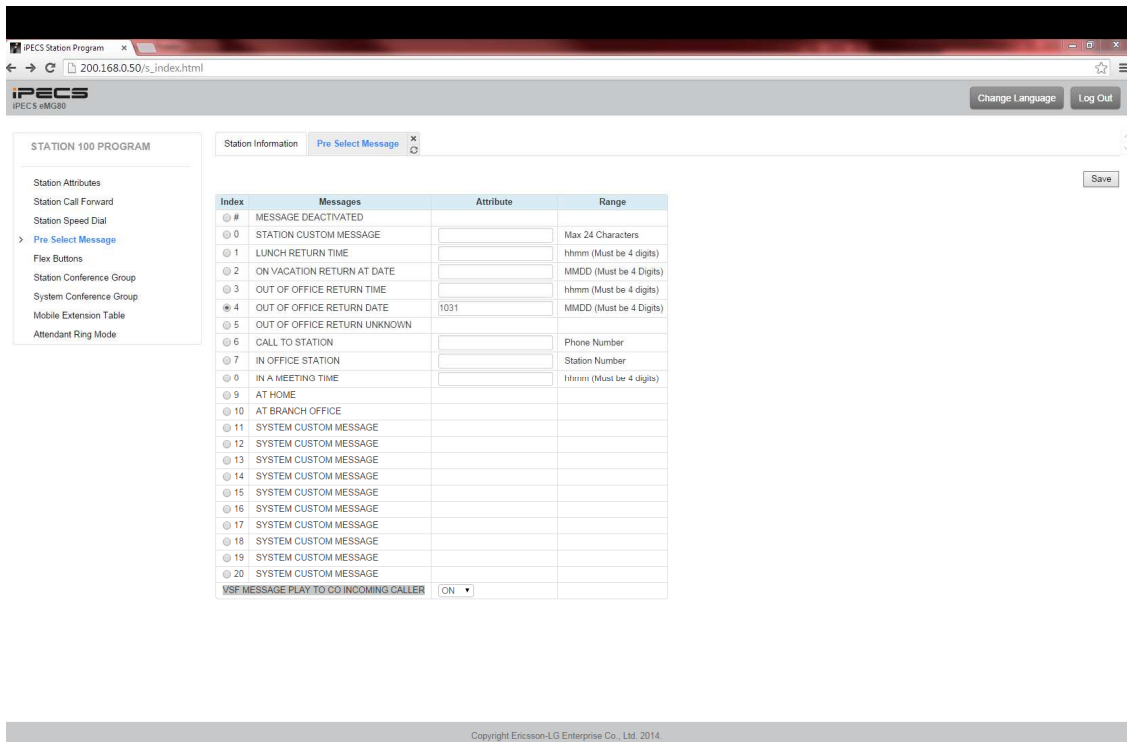 iPECS Station Program
200.168.0.50/s_index.html
iPECS
iPECS eMG80
Change Language
Log Out
STATION 100 PROGRAM
Station Attributes
Station Call Forward
Station Speed Dial
> Pre Select Message
Flex Buttons
Station Conference Group
System Conference Group
Mobile Extension Table
Attendant Ring Mode
Station Information Pre Select Message
Save
Index Messages Attribute Range
# MESSAGE DEACTIVATED
0 STATION CUSTOM MESSAGE Max 24 Characters
1 LUNCH RETURN TIME hhmm (Must be 4 digits)
2 ON VACATION RETURN AT DATE MMDD (Must be 4 Digits)
3 OUT OF OFFICE RETURN TIME hhmm (Must be 4 digits)
4 OUT OF OFFICE RETURN DATE 1031 MMDD (Must be 4 Digits)
5 OUT OF OFFICE RETURN UNKNOWN
6 CALL TO STATION Phone Number
7 IN OFFICE STATION Station Number
8 IN A MEETING TIME hhmm (Must be 4 digits)
9 AT HOME
10 AT BRANCH OFFICE
11 SYSTEM CUSTOM MESSAGE
12 SYSTEM CUSTOM MESSAGE
13 SYSTEM CUSTOM MESSAGE
14 SYSTEM CUSTOM MESSAGE
15 SYSTEM CUSTOM MESSAGE
16 SYSTEM CUSTOM MESSAGE
17 SYSTEM CUSTOM MESSAGE
18 SYSTEM CUSTOM MESSAGE
19 SYSTEM CUSTOM MESSAGE
20 SYSTEM CUSTOM MESSAGE
VSF MESSAGE PLAY TO CO INCOMING CALLER ON
Copyright Ericsson-LG Enterprise Co., Ltd. 2014.